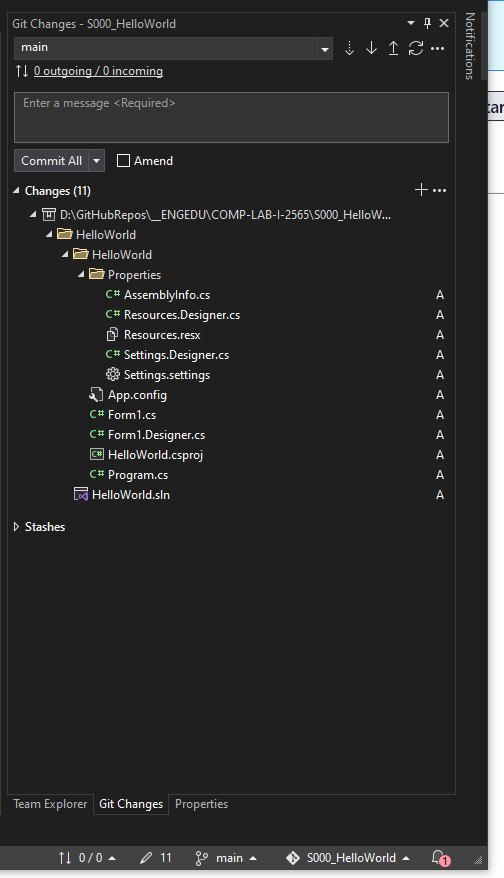 Git Changes - S000_HelloWorld
main
0 outgoing / 0 incoming
Enter a message <Required>
Commit All
Amend
Changes (11)
D:\GitHubRepos\__ENGEDU\COMP-LAB-I-2565\S000_HelloW...
HelloWorld
HelloWorld
Properties
C# AssemblyInfo.cs A
C# Resources.Designer.cs A
Resources.resx A
C# Settings.Designer.cs A
Settings.settings A
App.config A
C# Form1.cs A
C# Form1.Designer.cs A
C# HelloWorld.csproj A
C# Program.cs A
HelloWorld.sln A
Stashes
Team Explorer Git Changes Properties
0 / 0 11 main S000_HelloWorld 1
Notifications